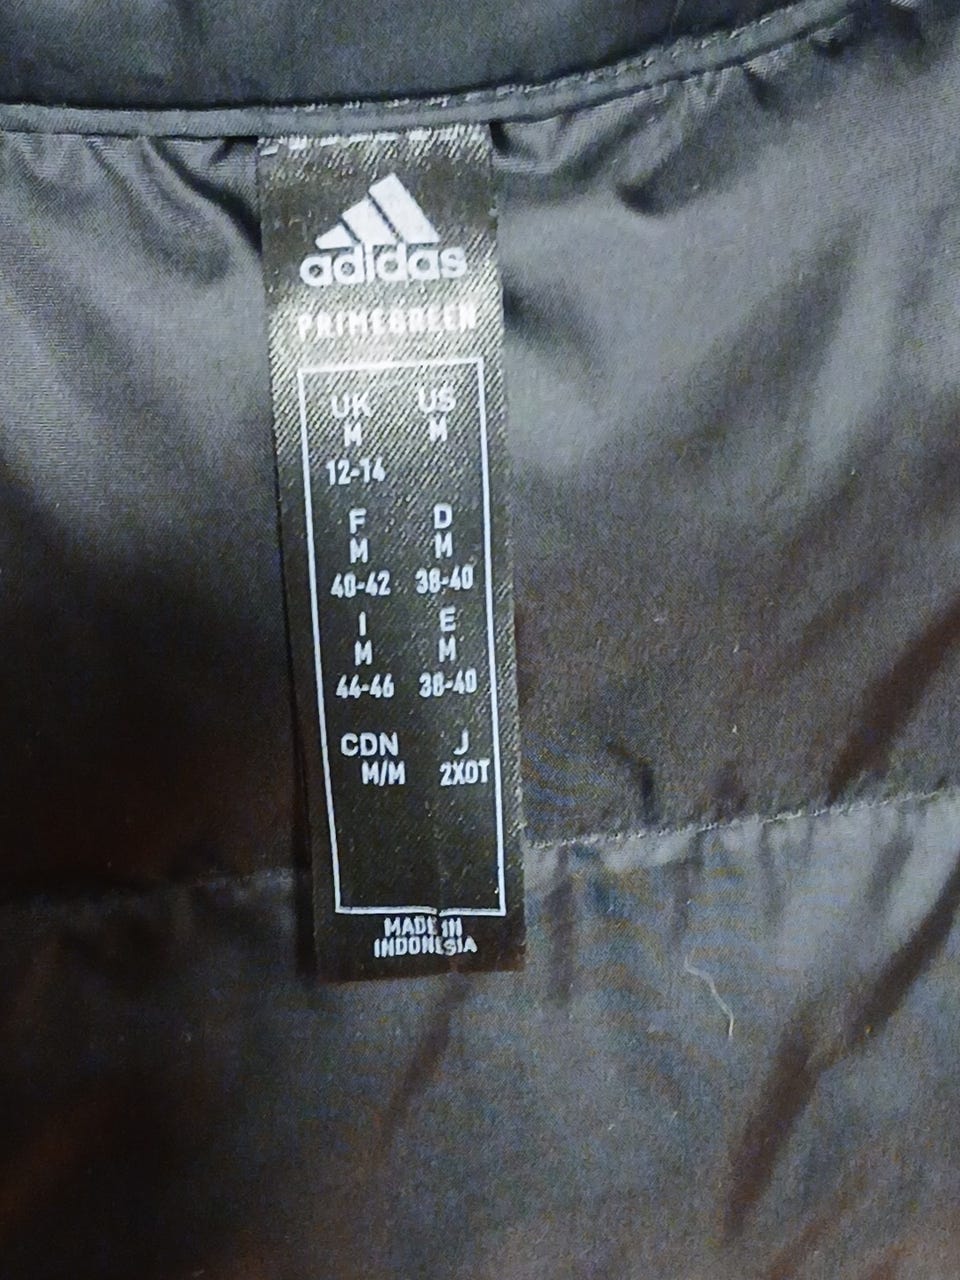 adidas
PRIMEGREEN
UK US
M M
12-14
F D
M M
40-42 38-40
I E
M M
44-46 38-40
CDN J
M/M 2XOT
MADE IN
INDONESIA